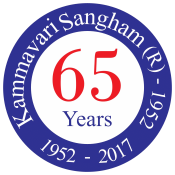 Kammavari Sangham (R) - 1952
65
Years
1952 - 2017